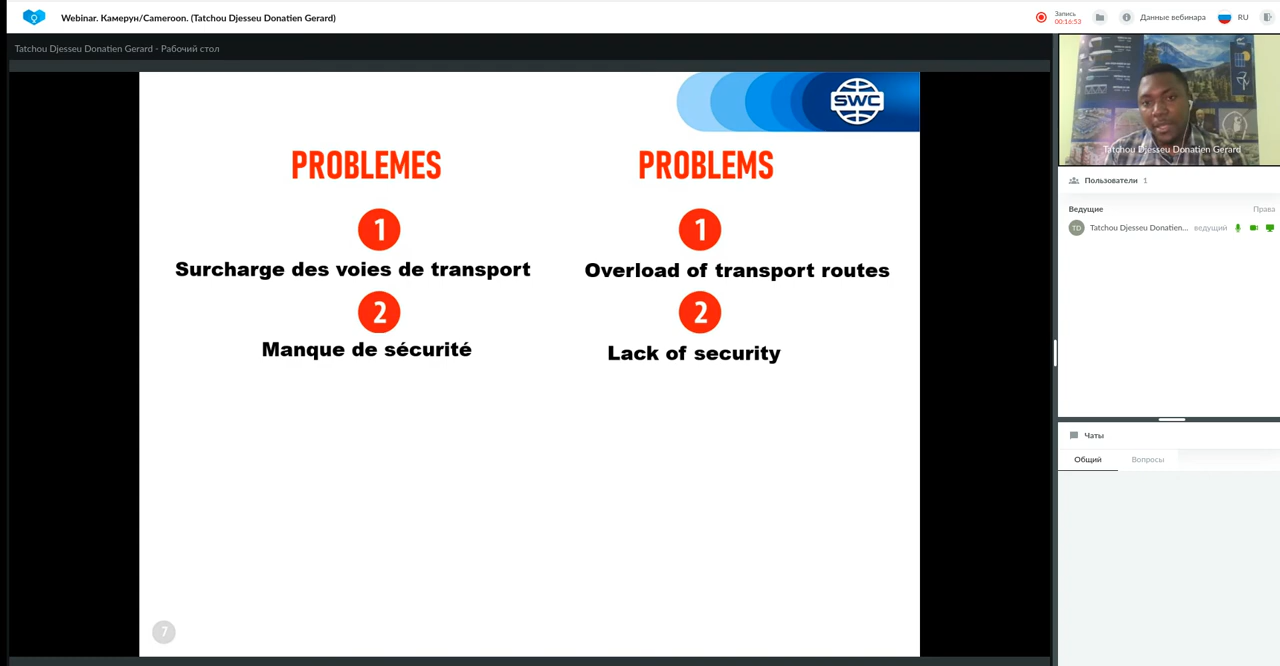 Webinar. Камерун/Cameroon. (Tatchou Djesseu Donatien Gerard)
Запись
00:16:53
Данные вебинара
RU
Tatchou Djesseu Donatien Gerard - Рабочий стол
SWC
PROBLEMES
1
Surcharge des voies de transport
2
Manque de sécurité
PROBLEMS
1
Overload of transport routes
2
Lack of security
7
Tatchou Djesseu Donatien Gerard
Пользователи 1
Ведущие Права
TD Tatchou Djesseu Donatien... ведущий
Чаты
Общий Вопросы